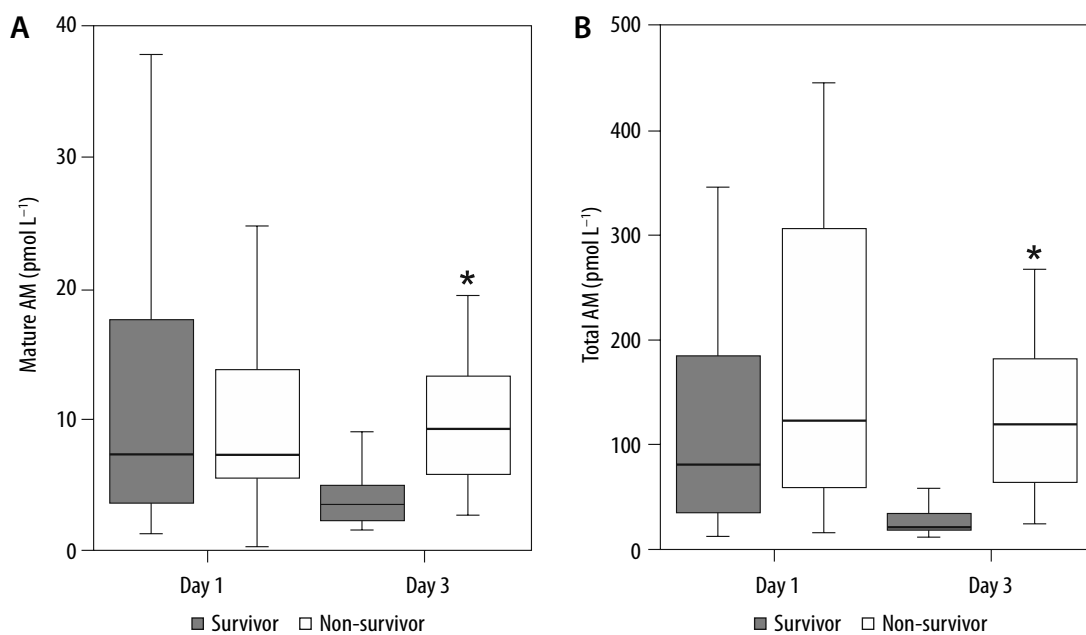 A
Mature AM (pmol L⁻¹)
40
30
20
10
0
*
Day 1
Day 3
Survivor
Non-survivor
B
Total AM (pmol L⁻¹)
500
400
300
200
100
0
*
Day 1
Day 3
Survivor
Non-survivor